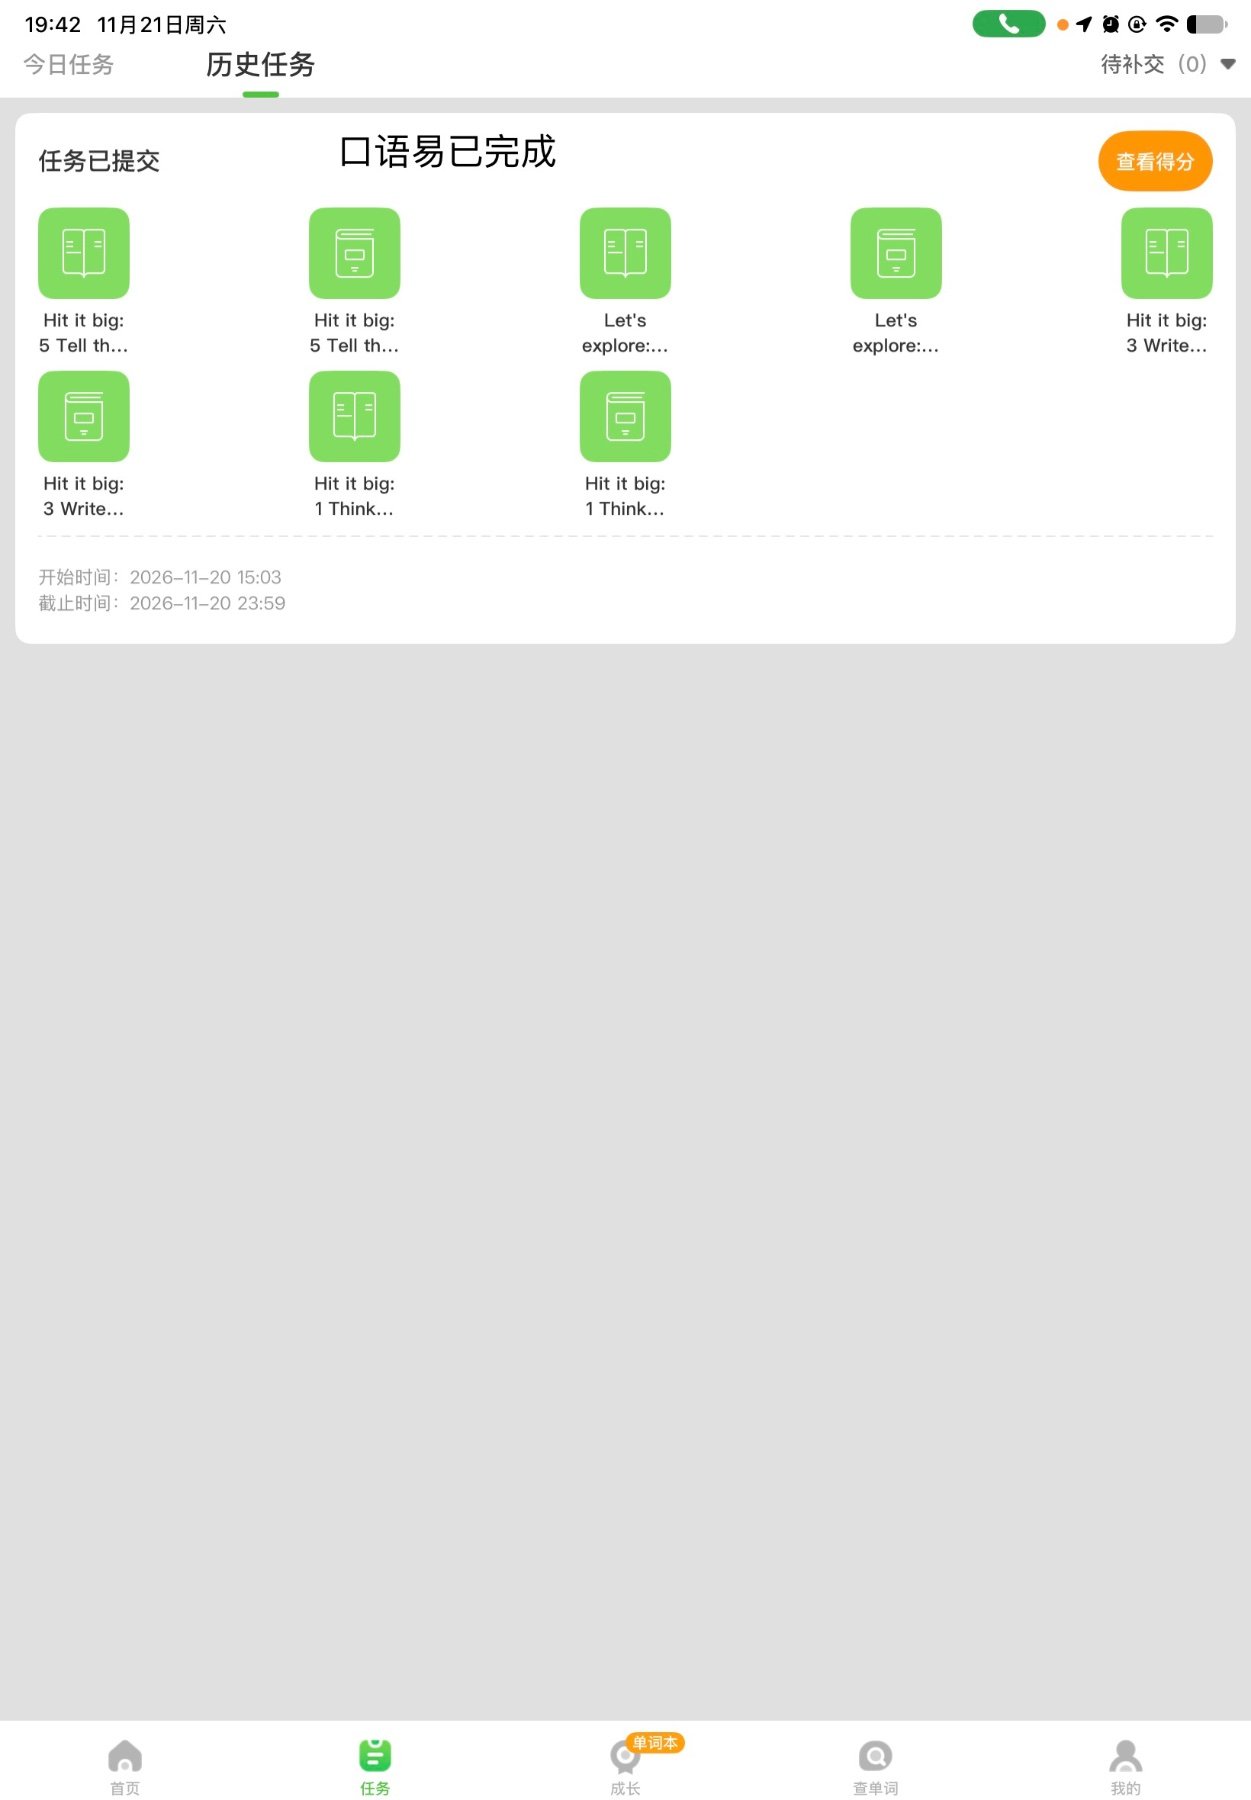 19:42 11月21日周六
今日任务 历史任务 待补交（0）
任务已提交 口语易已完成 查看得分
Hit it big: Hit it big: Let's Let's Hit it big:
5 Tell th... 5 Tell th... explore:... explore:... 3 Write...
Hit it big: Hit it big: Hit it big:
3 Write... 1 Think... 1 Think...
开始时间：2026-11-20 15:03
截止时间：2026-11-20 23:59
单词本
首页 任务 成长 查单词 我的